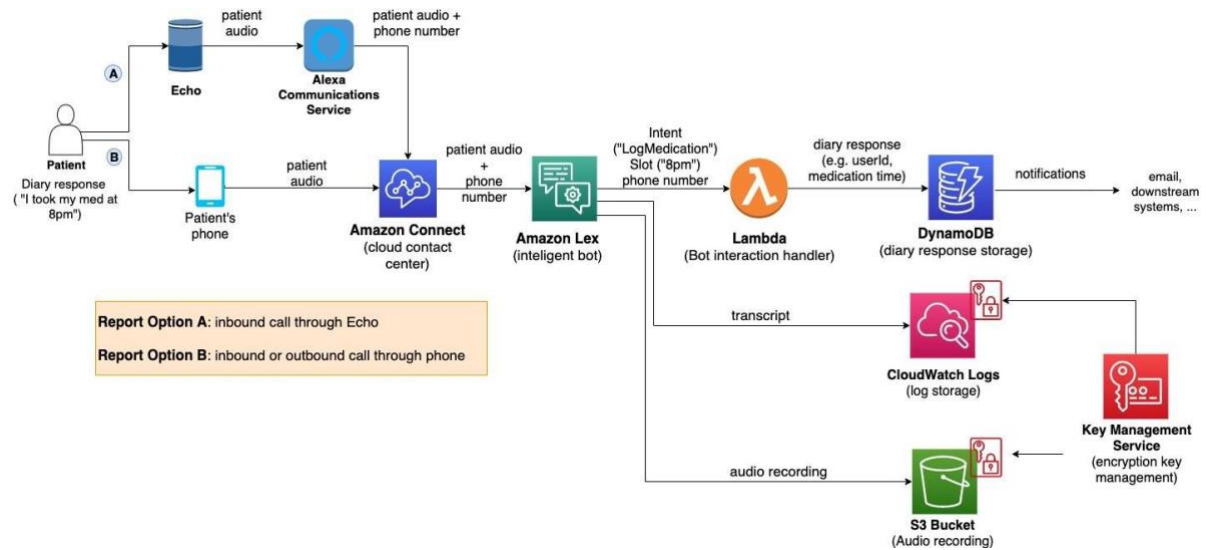 patient
audio
patient audio +
phone number
A
Echo
Alexa
Communications
Service
Patient
Diary response
( "I took my med at
8pm")
B
Patient's
phone
patient
audio
Amazon Connect
(cloud contact
center)
patient audio
+
phone
number
Amazon Lex
(inteligent bot)
Intent
("LogMedication")
Slot ("8pm")
phone number
Lambda
(Bot interaction handler)
diary response
(e.g. userId,
medication time)
DynamoDB
(diary response storage)
notifications
email,
downstream
systems, ...
transcript
CloudWatch Logs
(log storage)
Key Management
Service
(encryption key
management)
audio recording
S3 Bucket
(Audio recording)
Report Option A: inbound call through Echo
Report Option B: inbound or outbound call through phone